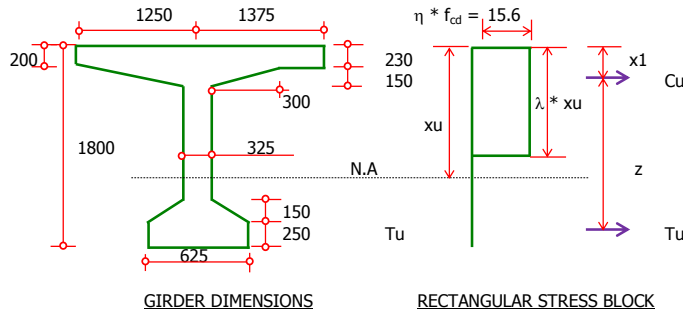 1250 1375 η * f_cd = 15.6
200 230 x1
150 Cu
300 xu λ * xu
1800 325 z
N.A
150
250 Tu Tu
625
GIRDER DIMENSIONS RECTANGULAR STRESS BLOCK